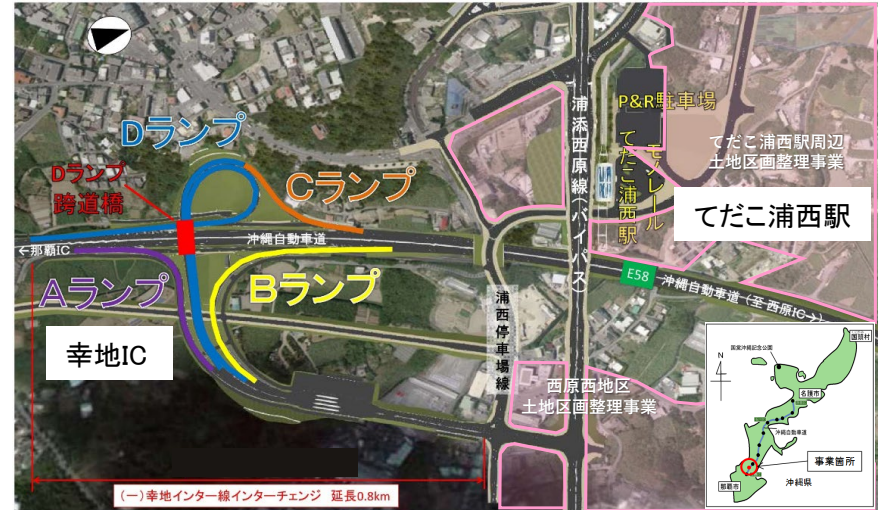 Dランプ
Dランプ
跨道橋
Cランプ
沖縄自動車道
←那覇IC
Aランプ
Bランプ
幸地IC
浦添西原線(バイパス)
P&R駐車場
モノレール
てだこ浦西駅
てだこ浦西駅周辺
土地区画整理事業
てだこ浦西駅
E58
沖縄自動車道(至 西原IC→)
浦西停車場線
西原西地区
土地区画整理事業
(一)幸地インター線インターチェンジ 延長0.8km
N
国頭村
国営沖縄記念公園
名護市
沖縄自動車道
事業箇所
那覇市
沖縄県